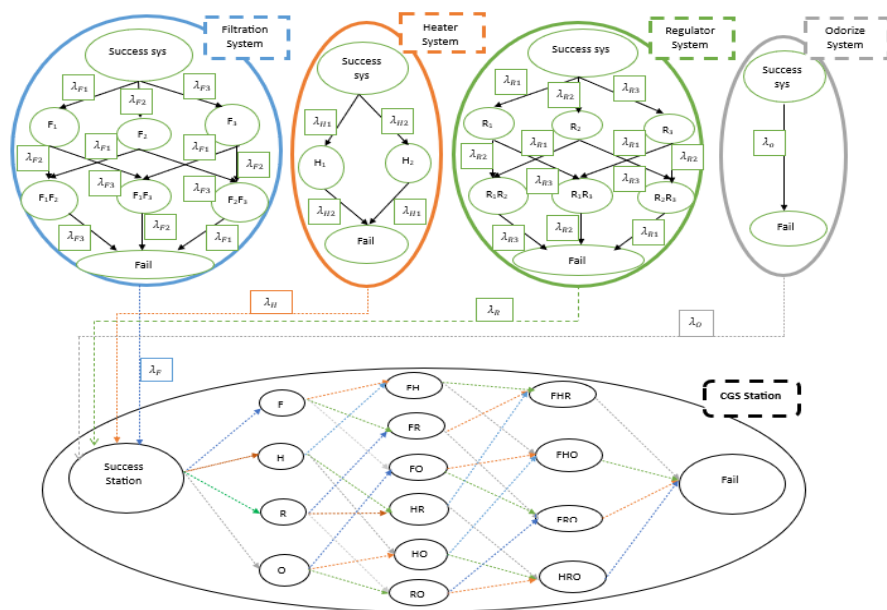 Filtration
System
Success sys
λF1
λF2
λF3
F1
F2
F3
λF2
λF1
λF1
λF2
λF3
λF3
F1F2
F1F3
F2F3
λF3
λF2
λF1
Fail
Heater
System
Success
sys
λH1
λH2
H1
H2
λH2
λH1
Fail
Regulator
System
Success sys
λR1
λR2
λR3
R1
R2
R3
λR2
λR1
λR1
λR2
λR3
λR3
R1R2
R1R3
R2R3
λR3
λR2
λR1
Fail
Odorize
System
Success
sys
λo
Fail
λH
λR
λO
λF
CGS Station
Success
Station
F
H
R
O
FH
FR
FO
HR
HO
RO
FHR
FHO
FRO
HRO
Fail